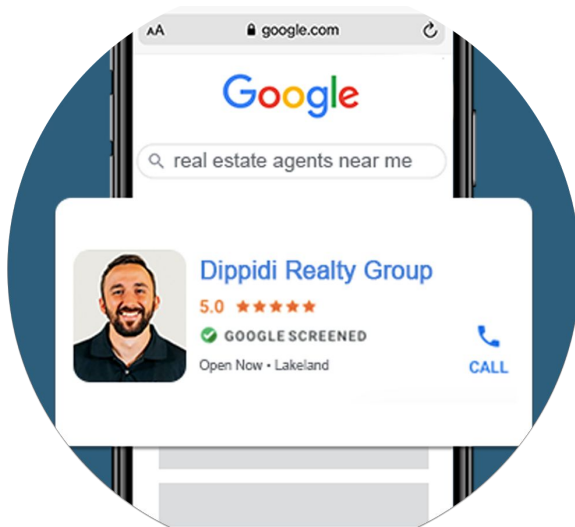 AA google.com
Google
real estate agents near me
Dippidi Realty Group
5.0
GOOGLE SCREENED
Open Now • Lakeland
CALL